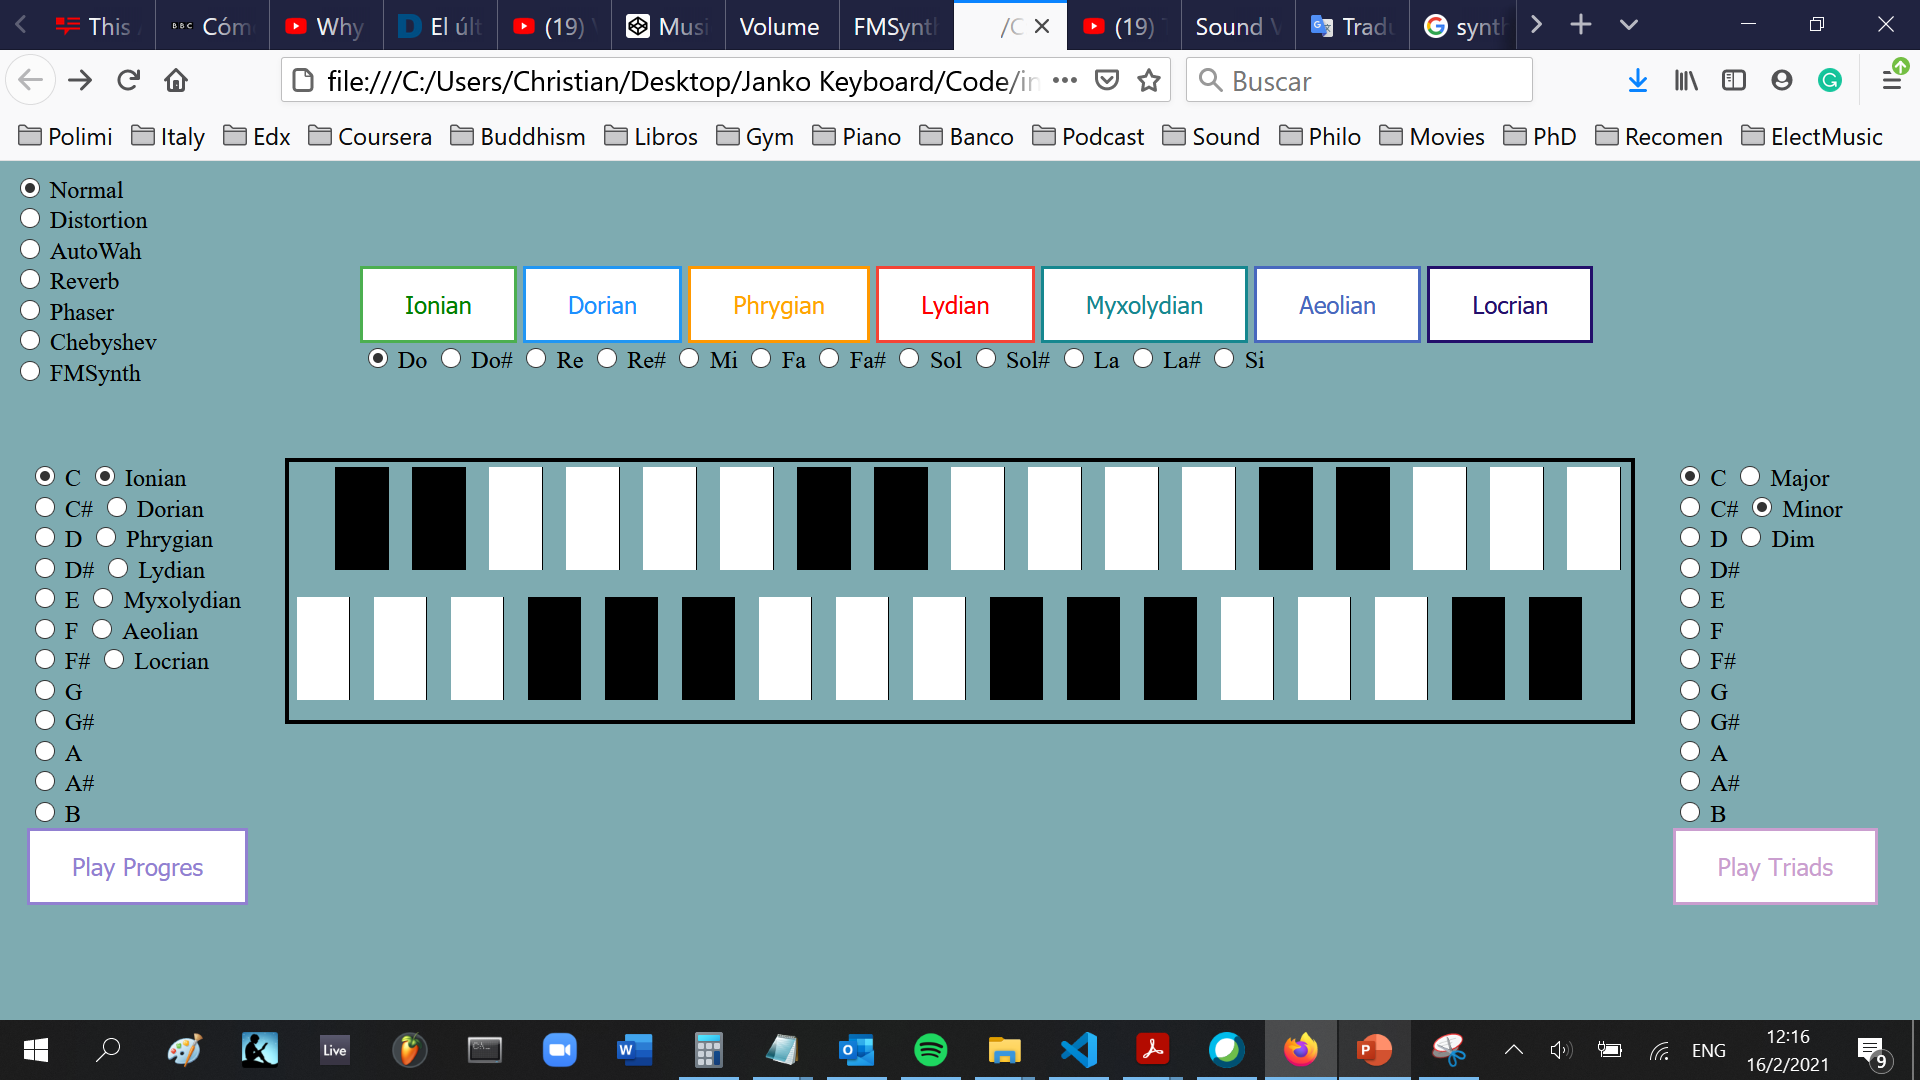 This BBC Cóm Why El últ (19) Musi Volume FMSynt /C (19) Sound V Tradu synth
file:///C:/Users/Christian/Desktop/Janko Keyboard/Code/in Buscar
Polimi Italy Edx Coursera Buddhism Libros Gym Piano Banco Podcast Sound Philo Movies PhD Recomen ElectMusic
Normal
Distortion
AutoWah
Reverb
Phaser
Chebyshev
FMSynth
Ionian Dorian Phrygian Lydian Myxolydian Aeolian Locrian
Do Do# Re Re# Mi Fa Fa# Sol Sol# La La# Si
C Ionian
C# Dorian
D Phrygian
D# Lydian
E Myxolydian
F Aeolian
F# Locrian
G
G#
A
A#
B
Play Progres
C Major
C# Minor
D Dim
D#
E
F
F#
G
G#
A
A#
B
Play Triads
Live ENG 12:16
16/2/2021 9